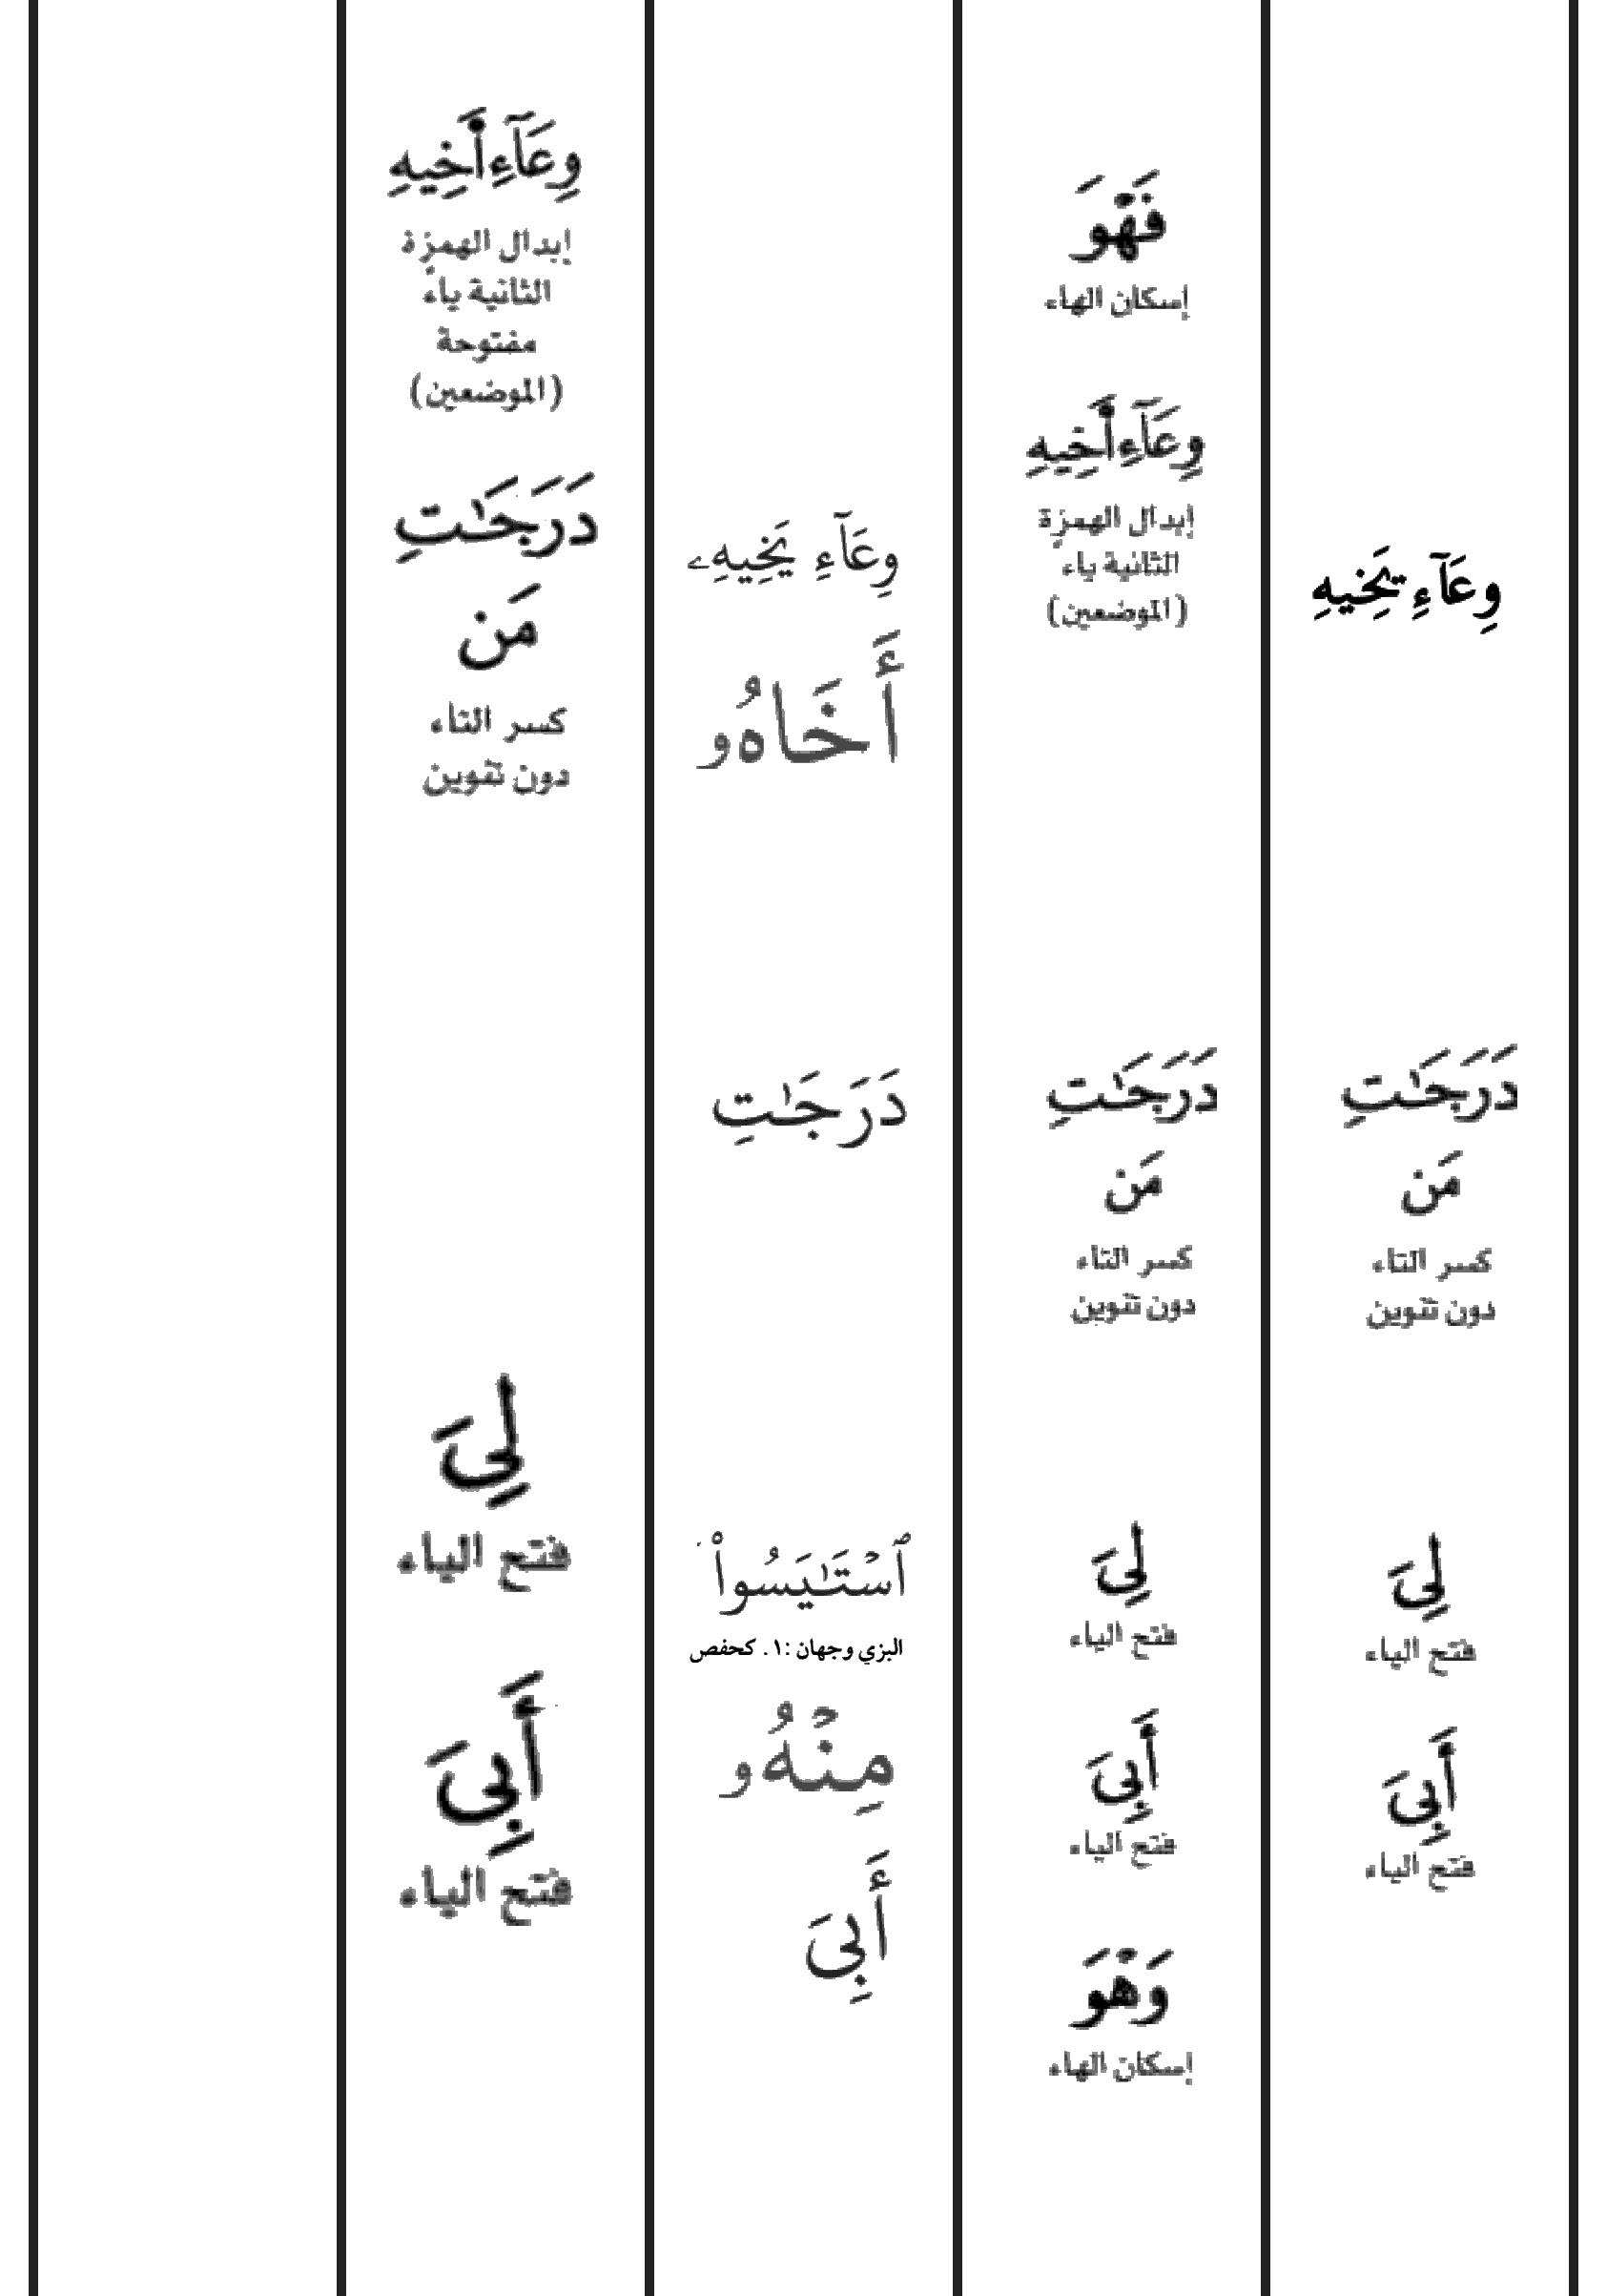 وِعَآءِ يَخِيهِ
دَرَجَٰتِ
مَن
كسر التاء
دون تنوين
لِىَ
فتح الياء
أَبِىَ
فتح الياء
فَهْوَ
إسكان الهاء
وِعَآءِ أَخِيهِ
إبدال الهمزة
الثانية ياء
(الموضعين)
دَرَجَٰتِ
مَن
كسر التاء
دون تنوين
لِىَ
فتح الياء
أَبِىَ
فتح الياء
وَهْوَ
إسكان الهاء
وِعَآءِ يَخِيهِۦ
أَخَاهُۥ
دَرَجَٰتِ
ٱسْتَٰيَسُوا۟
البزي وجهان :١. كحفص
مِنْهُۥ
أَبِىَ
وِعَآءِ أَخِيهِ
إبدال الهمزة
الثانية ياءً
مفتوحة
(الموضعين)
دَرَجَٰتِ
مَن
كسر التاء
دون تنوين
لِىَ
فتح الياء
أَبِىَ
فتح الياء